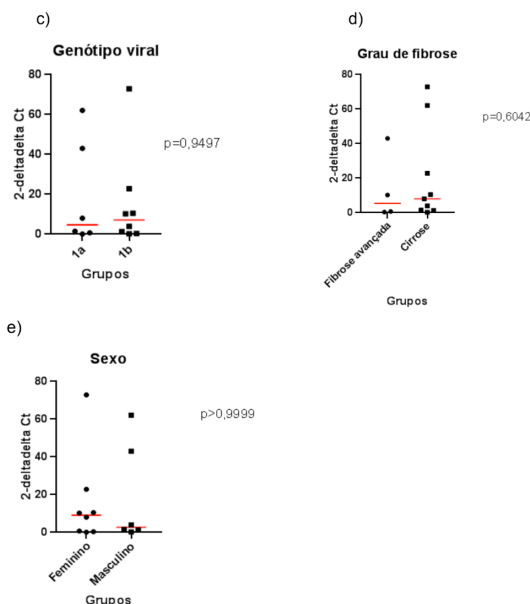 c)
Genótipo viral
2-deltadelta Ct
80
60
40
20
0
p=0,9497
1a
1b
Grupos
d)
Grau de fibrose
2-deltadelta Ct
80
60
40
20
0
p=0,6042
Fibrose avançada
Cirrose
Grupos
e)
Sexo
2-deltadelta Ct
80
60
40
20
0
p>0,9999
Feminino
Masculino
Grupos